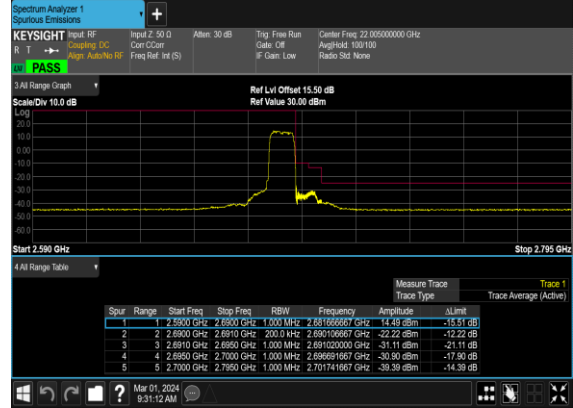 Spectrum Analyzer 1
Spurious Emissions
KEYSIGHT Input: RF Input Z: 50 Ω Atten: 30 dB Trig: Free Run Center Freq: 22.005000000 GHz
R T Coupling: DC Corr CCorr Gate: Off Avg|Hold: 100/100
Align: Auto/No RF Freq Ref: Int (S) IF Gain: Low Radio Std: None
PASS
3 All Range Graph
Ref Lvl Offset 15.50 dB
Scale/Div 10.0 dB Ref Value 30.00 dBm
Log
20.0
10.0
0.00
-10.0
-20.0
-30.0
-40.0
-50.0
-60.0
Start 2.590 GHz Stop 2.795 GHz
4 All Range Table
Measure Trace Trace 1
Trace Type Trace Average (Active)
Spur Range Start Freq Stop Freq RBW Frequency Amplitude ΔLimit
1 1 2.5900 GHz 2.6900 GHz 1.000 MHz 2.681666667 GHz 14.49 dBm -15.51 dB
2 2 2.6900 GHz 2.6910 GHz 200.0 kHz 2.690106667 GHz -22.22 dBm -12.22 dB
3 3 2.6910 GHz 2.6950 GHz 1.000 MHz 2.691020000 GHz -31.11 dBm -21.11 dB
4 4 2.6950 GHz 2.7000 GHz 1.000 MHz 2.696691667 GHz -30.90 dBm -17.90 dB
5 5 2.7000 GHz 2.7950 GHz 1.000 MHz 2.701741667 GHz -39.39 dBm -14.39 dB
Mar 01, 2024
9:31:12 AM